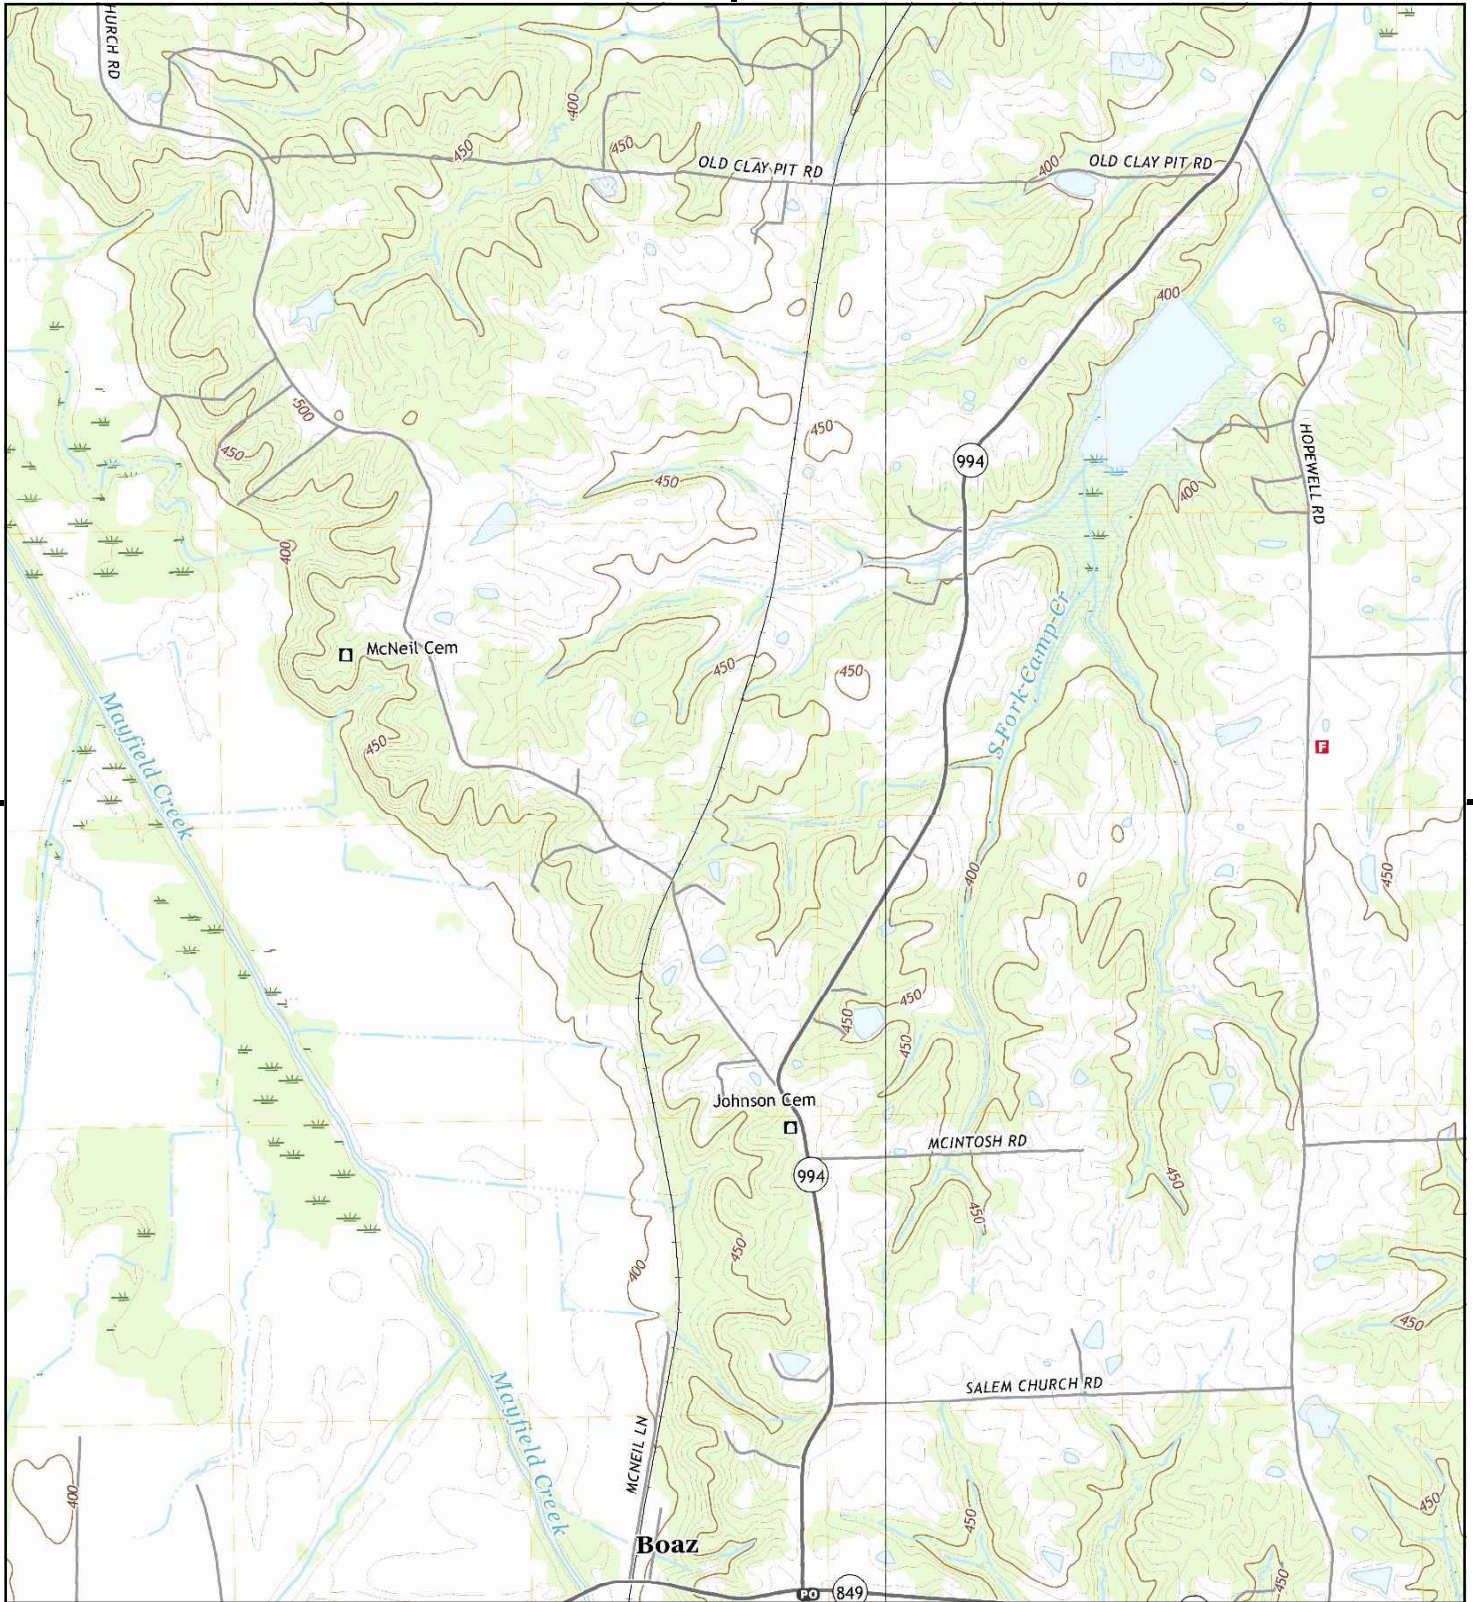 HURCH RD
400
450
450
OLD CLAY PIT RD
400
OLD CLAY PIT RD
400
500
450
450
HOPEWELL RD
994
450
400
400
S Fork Camp Cr
McNeil Cem
450
450
Mayfield Creek
450
F
400
450
450
450
450
Johnson Cem
MCINTOSH RD
994
450
450
450
400
450
SALEM CHURCH RD
Mayfield Creek
MCNEIL LN
400
450
450
Boaz
450
PO
849